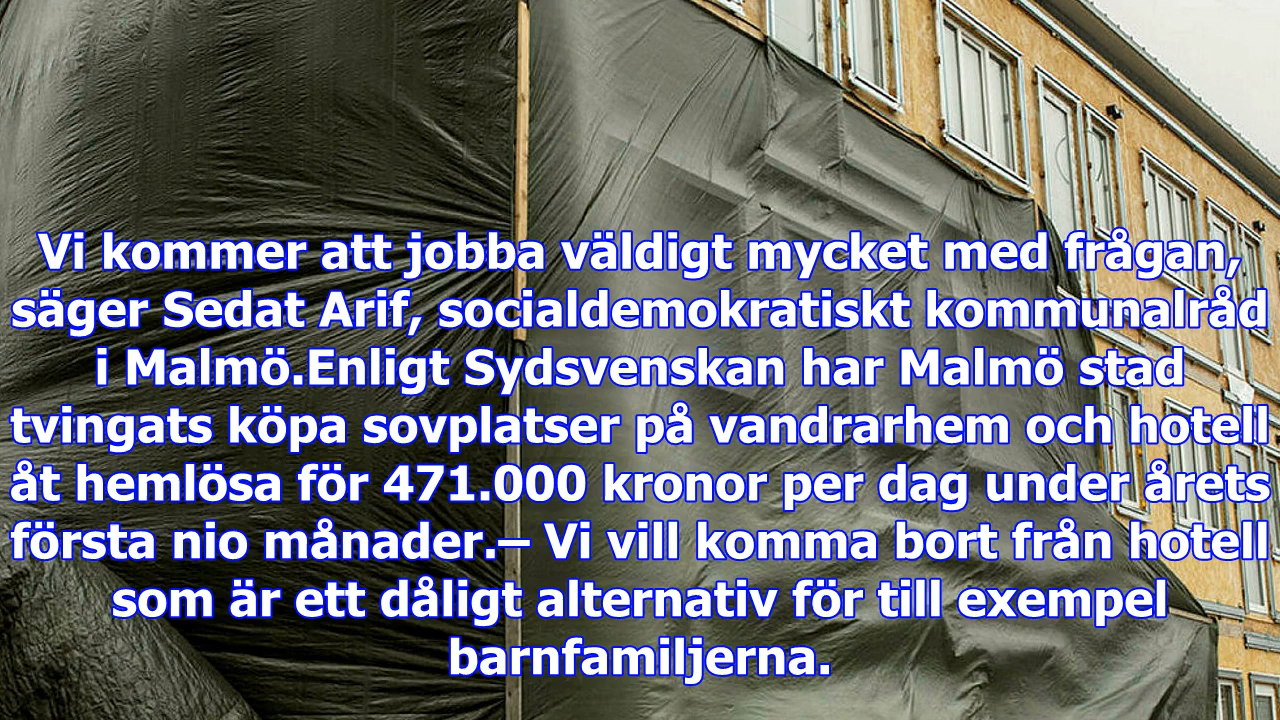 Vi kommer att jobba väldigt mycket med frågan,
säger Sedat Arif, socialdemokratiskt kommunalråd
i Malmö.Enligt Sydsvenskan har Malmö stad
tvingats köpa sovplatser på vandrarhem och hotell
åt hemlösa för 471.000 kronor per dag under årets
första nio månader.– Vi vill komma bort från hotell
som är ett dåligt alternativ för till exempel
barnfamiljerna.